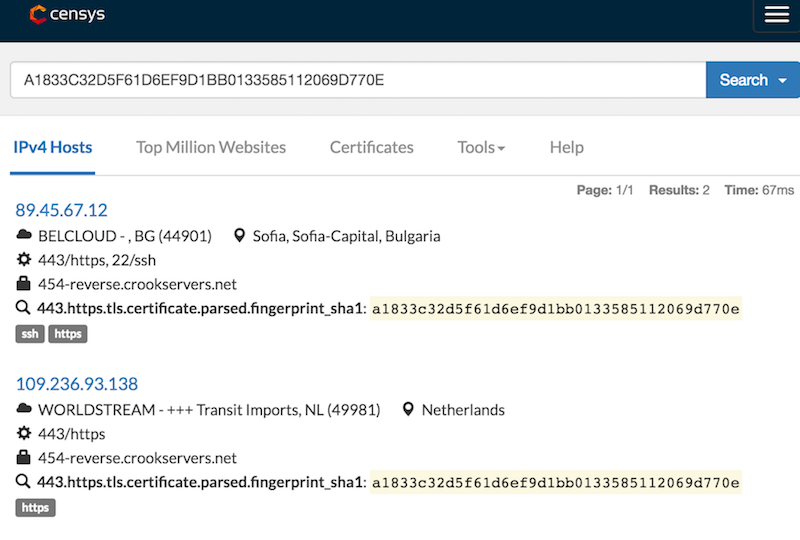 censys
A1833C32D5F61D6EF9D1BB0133585112069D770E
Search
IPv4 Hosts Top Million Websites Certificates Tools Help
Page: 1/1 Results: 2 Time: 67ms
89.45.67.12
BELCLOUD - , BG (44901) Sofia, Sofia-Capital, Bulgaria
443/https, 22/ssh
454-reverse.crookservers.net
443.https.tls.certificate.parsed.fingerprint_sha1: a1833c32d5f61d6ef9d1bb0133585112069d770e
ssh https
109.236.93.138
WORLDSTREAM - +++ Transit Imports, NL (49981) Netherlands
443/https
454-reverse.crookservers.net
443.https.tls.certificate.parsed.fingerprint_sha1: a1833c32d5f61d6ef9d1bb0133585112069d770e
https